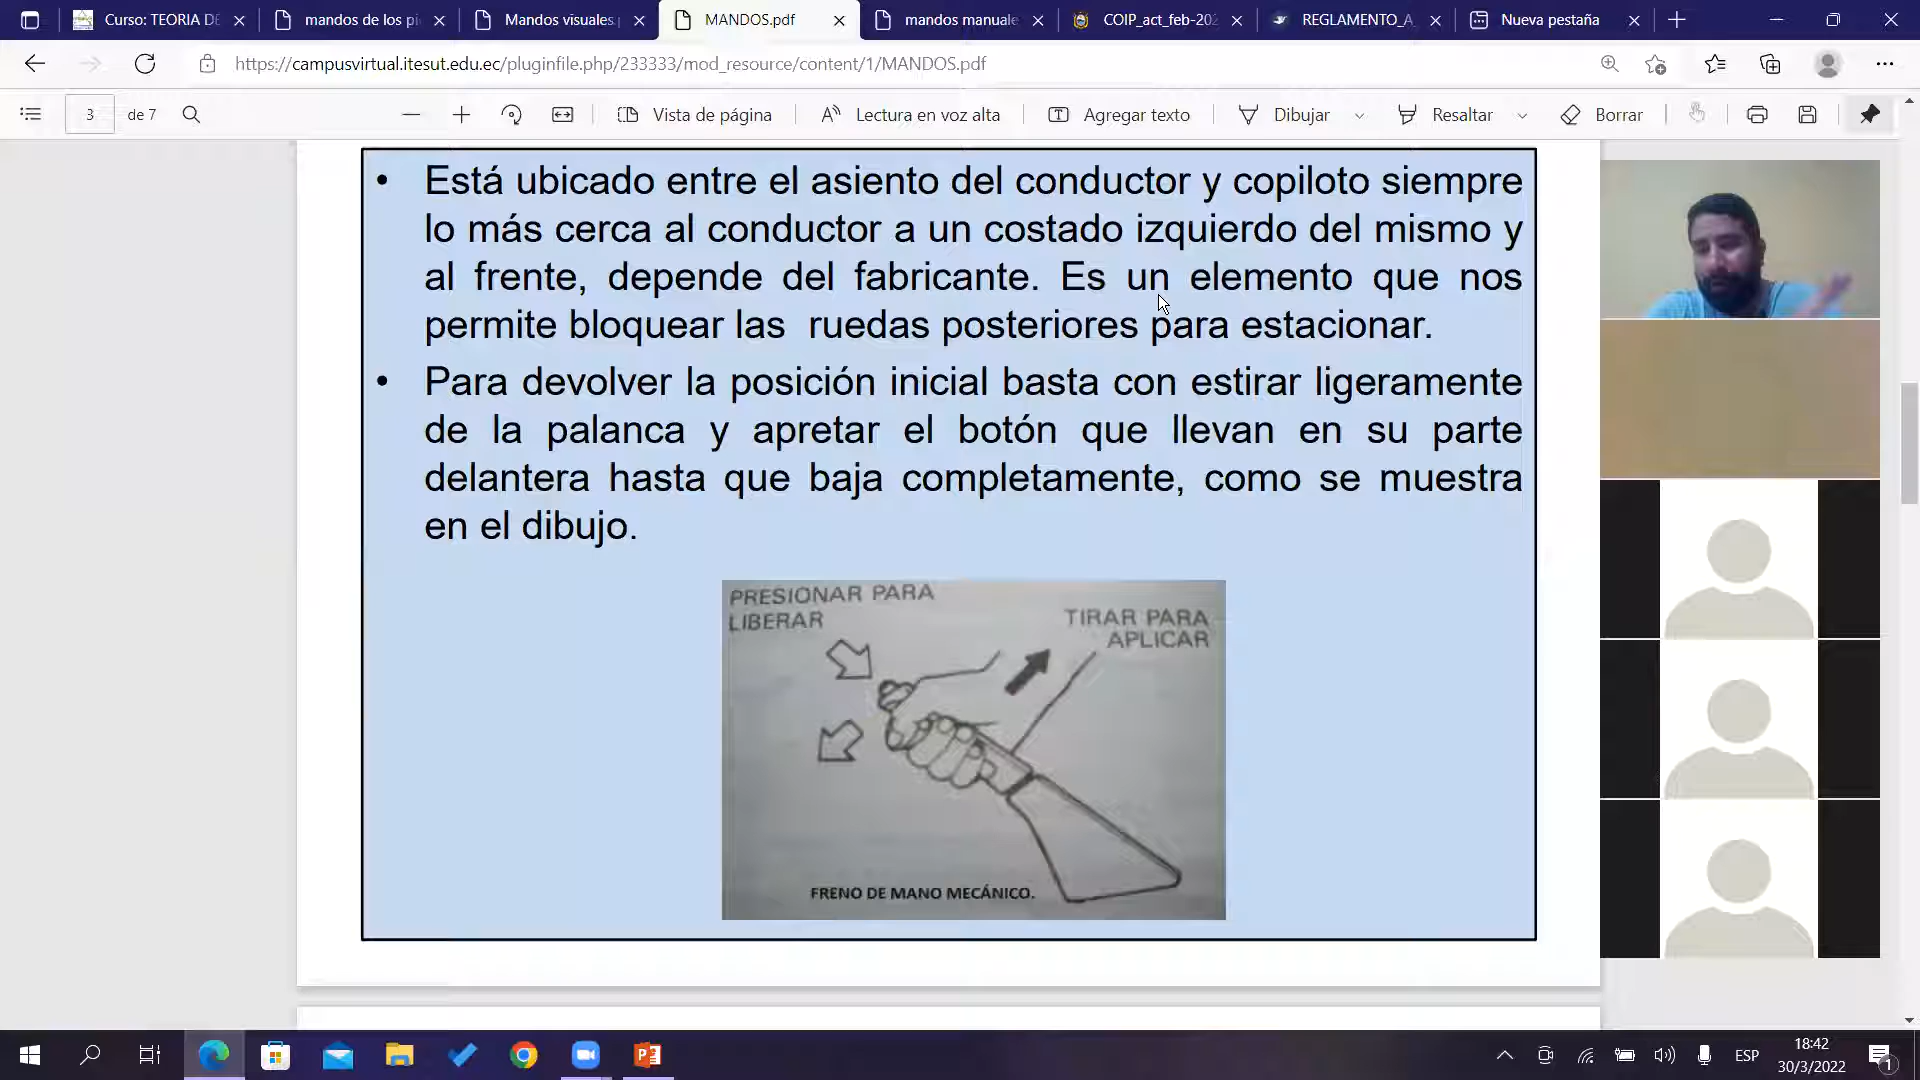 Curso: TEORIA DE
mandos de los pi
Mandos visuales
MANDOS.pdf
mandos manuale
COIP_act_feb-202
REGLAMENTO_A
Nueva pestaña
https://campusvirtual.itesut.edu.ec/pluginfile.php/233333/mod_resource/content/1/MANDOS.pdf
3 de 7
Vista de página
Lectura en voz alta
Agregar texto
Dibujar
Resaltar
Borrar
• Está ubicado entre el asiento del conductor y copiloto siempre
lo más cerca al conductor a un costado izquierdo del mismo y
al frente, depende del fabricante. Es un elemento que nos
permite bloquear las ruedas posteriores para estacionar.
• Para devolver la posición inicial basta con estirar ligeramente
de la palanca y apretar el botón que llevan en su parte
delantera hasta que baja completamente, como se muestra
en el dibujo.
PRESIONAR PARA
LIBERAR
TIRAR PARA
APLICAR
FRENO DE MANO MECÁNICO.
ESP
18:42
30/3/2022
1